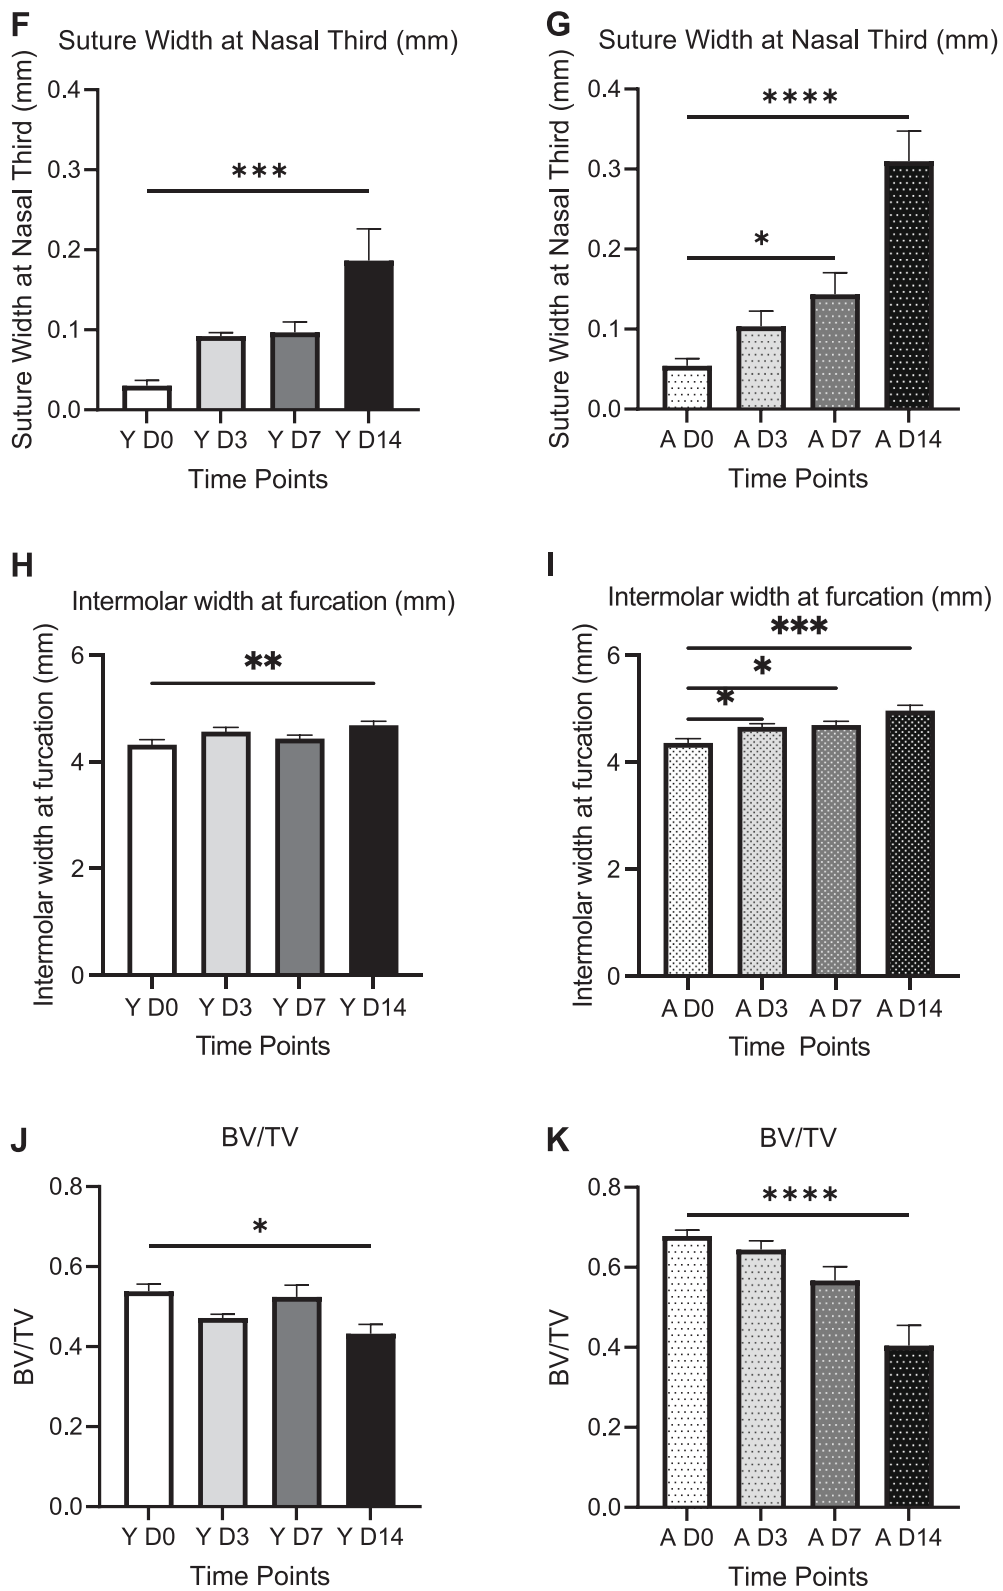 F
Suture Width at Nasal Third (mm)
Suture Width at Nasal Third (mm)
0.4
0.3
0.2
0.1
0.0
***
Y D0 Y D3 Y D7 Y D14
Time Points
G
Suture Width at Nasal Third (mm)
Suture Width at Nasal Third (mm)
0.4
0.3
0.2
0.1
0.0
****
*
A D0 A D3 A D7 A D14
Time Points
H
Intermolar width at furcation (mm)
Intermolar width at furcation (mm)
6
4
2
0
**
Y D0 Y D3 Y D7 Y D14
Time Points
I
Intermolar width at furcation (mm)
Intermolar width at furcation (mm)
6
4
2
0
***
*
*
A D0 A D3 A D7 A D14
Time Points
J
BV/TV
BV/TV
0.8
0.6
0.4
0.2
0.0
*
Y D0 Y D3 Y D7 Y D14
Time Points
K
BV/TV
BV/TV
0.8
0.6
0.4
0.2
0.0
****
A D0 A D3 A D7 A D14
Time Points